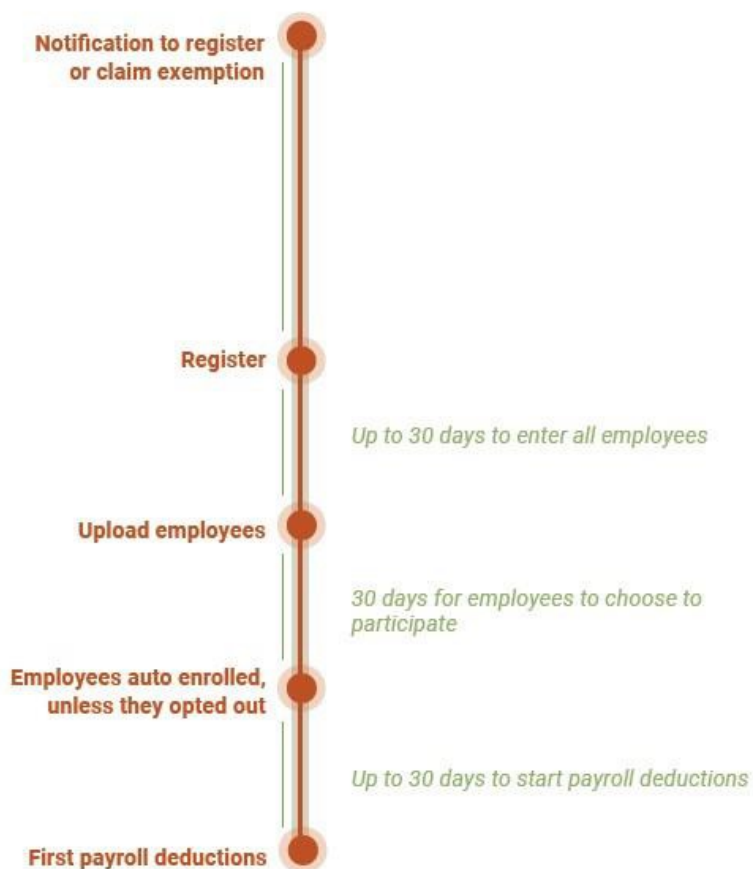 Notification to register
or claim exemption
Register
Up to 30 days to enter all employees
Upload employees
30 days for employees to choose to
participate
Employees auto enrolled,
unless they opted out
Up to 30 days to start payroll deductions
First payroll deductions